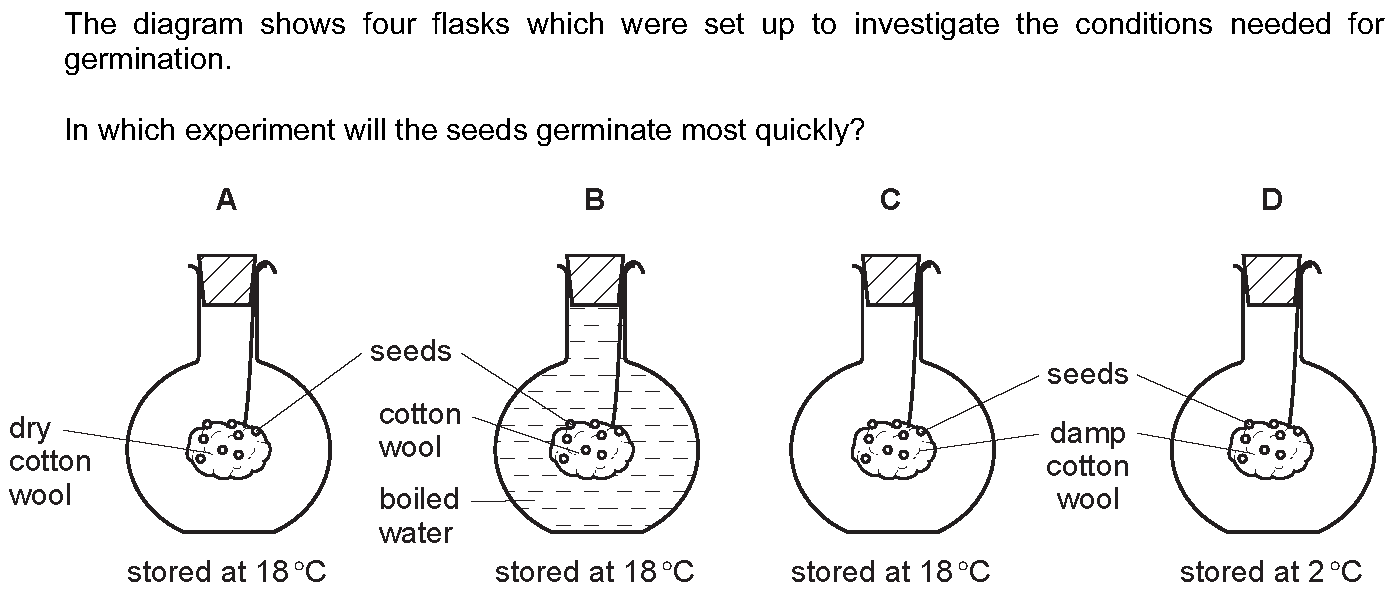 The diagram shows four flasks which were set up to investigate the conditions needed for
germination.
In which experiment will the seeds germinate most quickly?
A
B
C
D
seeds
seeds
dry
cotton
wool
cotton
wool
boiled
water
damp
cotton
wool
stored at 18 °C
stored at 18 °C
stored at 18 °C
stored at 2 °C